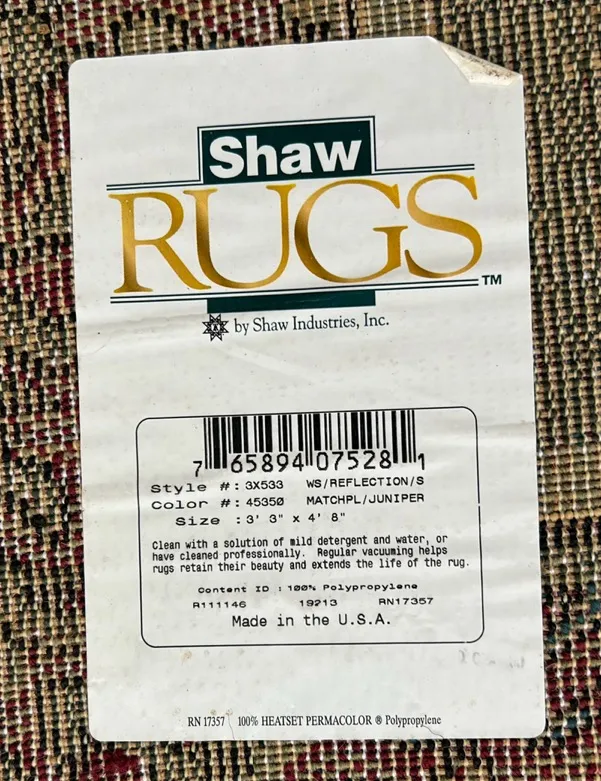 Shaw
RUGS™
by Shaw Industries, Inc.
7 65894 07528 1
Style #: 3X533 WS/REFLECTION/S
Color #: 45350 MATCHPL/JUNIPER
Size : 3' 3" x 4' 8"
Clean with a solution of mild detergent and water, or
have cleaned professionally. Regular vacuuming helps
rugs retain their beauty and extends the life of the rug.
Content ID : 100% Polypropylene
R111146 19213 RN17357
Made in the U.S.A.
RN 17357 100% HEATSET PERMACOLOR ® Polypropylene